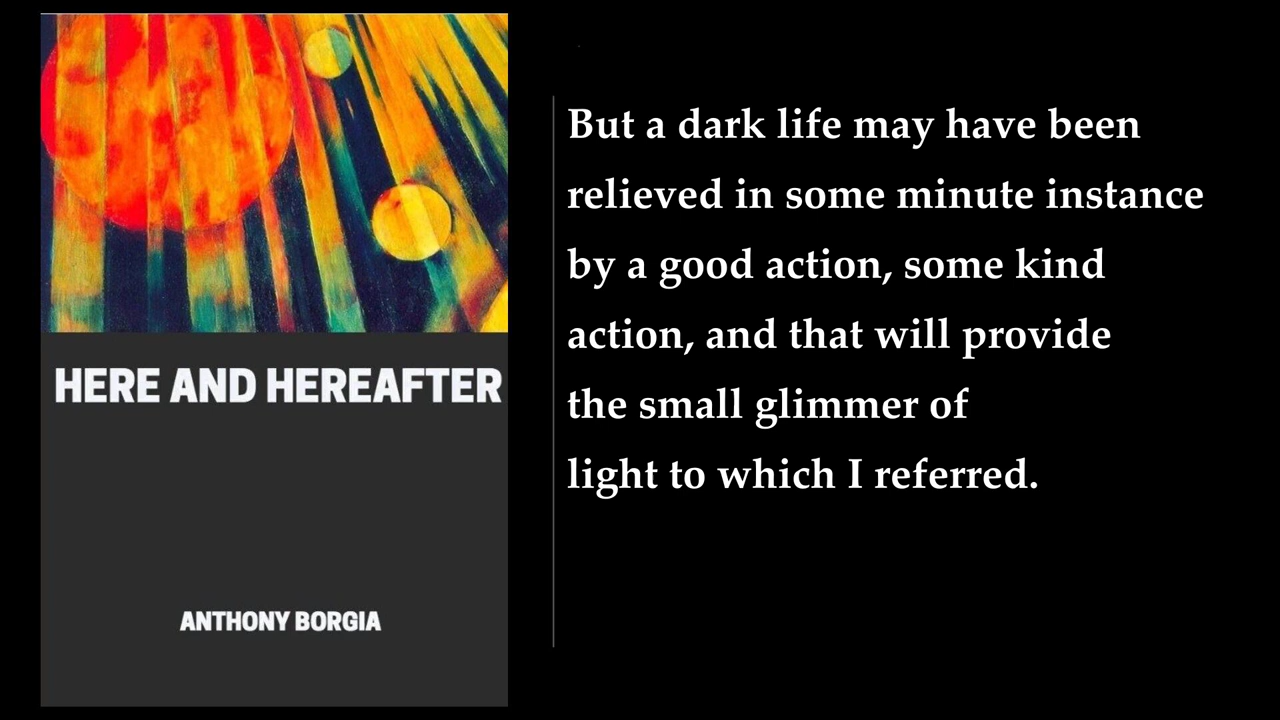 HERE AND HEREAFTER
ANTHONY BORGIA
But a dark life may have been
relieved in some minute instance
by a good action, some kind
action, and that will provide
the small glimmer of
light to which I referred.